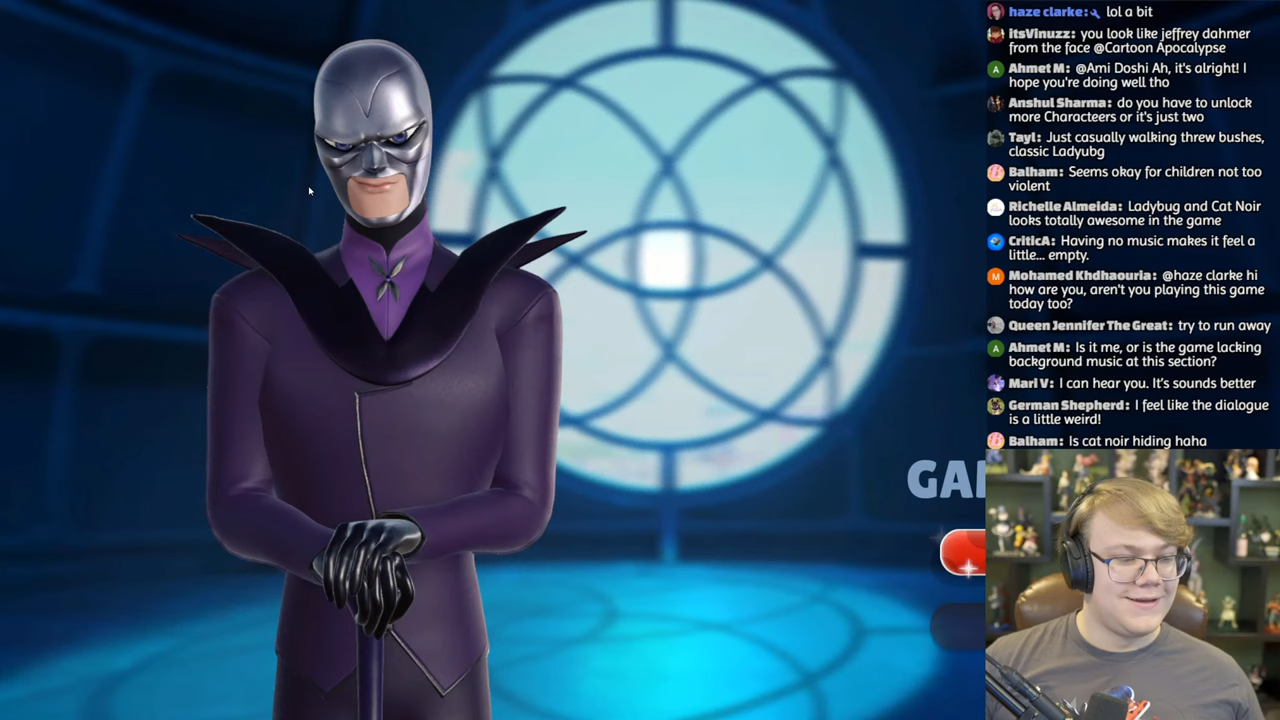 haze clarke: lol a bit
itsVinuzz: you look like jeffrey dahmer
from the face @Cartoon Apocalypse
A Ahmet M: @Ami Doshi Ah, it's alright! I
hope you're doing well tho
Anshul Sharma: do you have to unlock
more Characteers or it's just two
Tayl: Just casually walking threw bushes,
classic Ladyubg
Balham: Seems okay for children not too
violent
Richelle Almeida: Ladybug and Cat Noir
looks totally awesome in the game
CriticA: Having no music makes it feel a
little... empty.
M Mohamed Khdhaouria: @haze clarke hi
how are you, aren't you playing this game
today too?
Queen Jennifer The Great: try to run away
A Ahmet M: Is it me, or is the game lacking
background music at this section?
Mari V: I can hear you. It's sounds better
German Shepherd: I feel like the dialogue
is a little weird!
Balham: Is cat noir hiding haha
GA